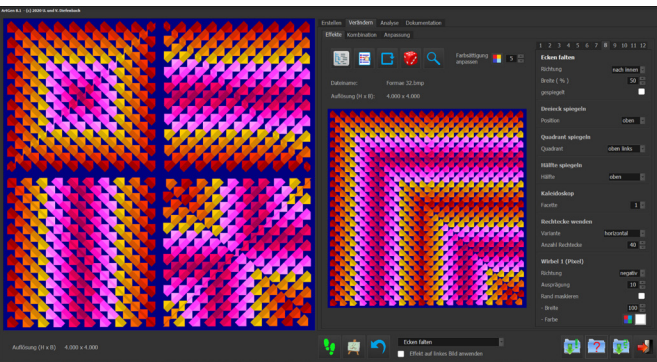 ArtGen 8.1 - (c) 2020 U. und V. Diefenbach
Erstellen Verändern Analyse Dokumentation
Effekte Kombination Anpassung
1 2 3 4 5 6 7 8 9 10 11 12
Farbsättigung anpassen 5
Dateiname: Formax 32.bmp
Auflösung (H x B): 4.000 x 4.000
Ecken falten
Richtung nach innen
Breite ( % ) 50
gespiegelt
Dreieck spiegeln
Position oben
Quadrant spiegeln
Quadrant oben links
Hälfte spiegeln
Hälfte oben
Kaleidoskop
Facette 1
Rechtecke wenden
Variante horizontal
Anzahl Rechtecke 40
Wirbel 1 (Pixel)
Richtung negativ
Ausprägung 10
Rand maskieren
- Breite 100
- Farbe
Auflösung (H x B) 4.000 x 4.000
Ecken falten
Effekt auf linkes Bild anwenden